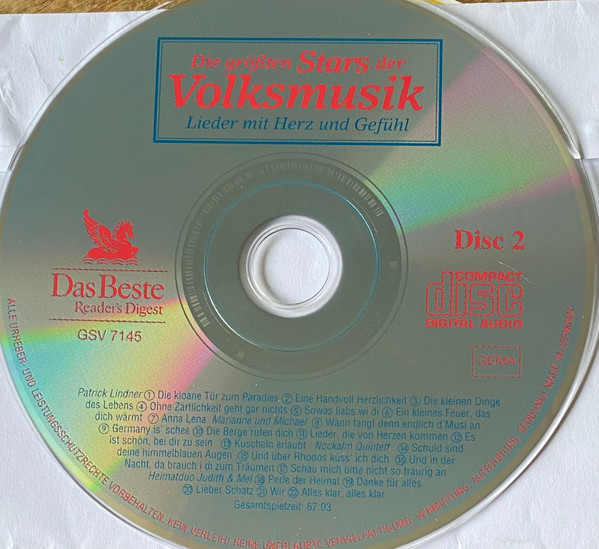 Die größten Stars der
Volksmusik
Lieder mit Herz und Gefühl
Disc 2
Das Beste
Reader's Digest
GSV 7145
COMPACT
disc
DIGITAL AUDIO
GEMA
Patrick Lindner ① Die kloane Tür zum Paradies ② Eine Handvoll Herzlichkeit ③ Die kleinen Dinge
des Lebens ④ Ohne Zärtlichkeit geht gar nichts ⑤ Sowas liabs wi di ⑥ Ein kleines Feuer, das
dich wärmt ⑦ Anna Lena Marianne und Michael ⑧ Wann fangt denn endlich d'Musi an
⑨ Germany is' schee ⑩ Die Berge rufen dich ⑪ Lieder, die von Herzen kommen ⑫ Es
ist schön, bei dir zu sein ⑬ Kuscheln erlaubt Nockalm Quintett ⑭ Schuld sind
deine himmelblauen Augen ⑮ Und über Rhodos küss' ich dich ⑯ Und in der
Nacht, da brauch i di zum Träumen ⑰ Schau mich bitte nicht so traurig an
Heimatduo Judith & Mel ⑱ Perle der Heimat ⑲ Danke für alles
⑳ Lieber Schatz ㉑ Wir ㉒ Alles klar, alles klar
Gesamtspielzeit: 67:03
ALLE URHEBER- UND LEISTUNGSSCHUTZRECHTE VORBEHALTEN. KEIN VERLEIH! KEINE UNERLAUBTE VERVIELFÄLTIGUNG, VERMIETUNG, AUFFÜHRUNG, SENDUNG!